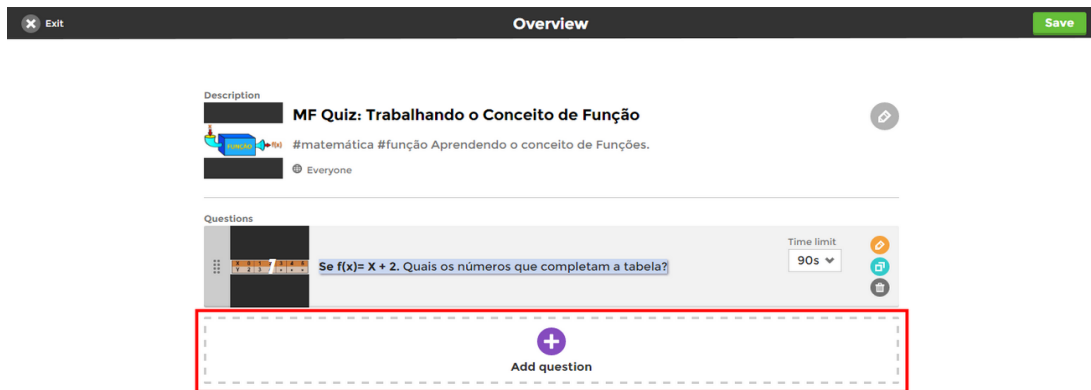 Exit
Overview
Save
Description
MF Quiz: Trabalhando o Conceito de Função
FUNÇÃO
f(x)
#matemática #função Aprendendo o conceito de Funções.
Everyone
Questions
Time limit
Se f(x)= X + 2. Quais os números que completam a tabela?
90s
Add question